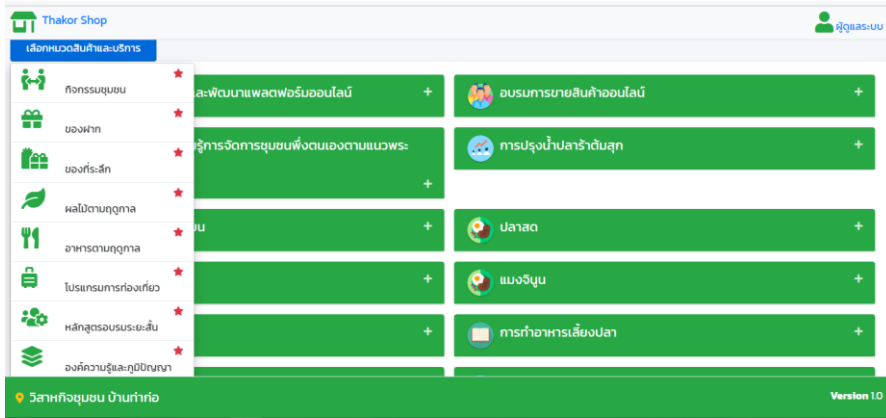 Thakor Shop
ผู้ดูแลระบบ
เลือกหมวดสินค้าและบริการ
กิจกรรมชุมชน
ของฝาก
ของที่ระลึก
ผลไม้ตามฤดูกาล
อาหารตามฤดูกาล
โปรแกรมการท่องเที่ยว
หลักสูตรอบรมระยะสั้น
องค์ความรู้และภูมิปัญญา
ละพัฒนาแพลตฟอร์มออนไลน์ +
อบรมการขายสินค้าออนไลน์ +
รู้การจัดการชุมชนพึ่งตนเองตามแนวพระ
+
การปรุงน้ำปลาร้าต้มสุก +
+
ปลาสด +
+
แมงจินูน +
+
การทำอาหารเลี้ยงปลา +
วิสาหกิจชุมชน บ้านท่าก่อ
Version 1.0